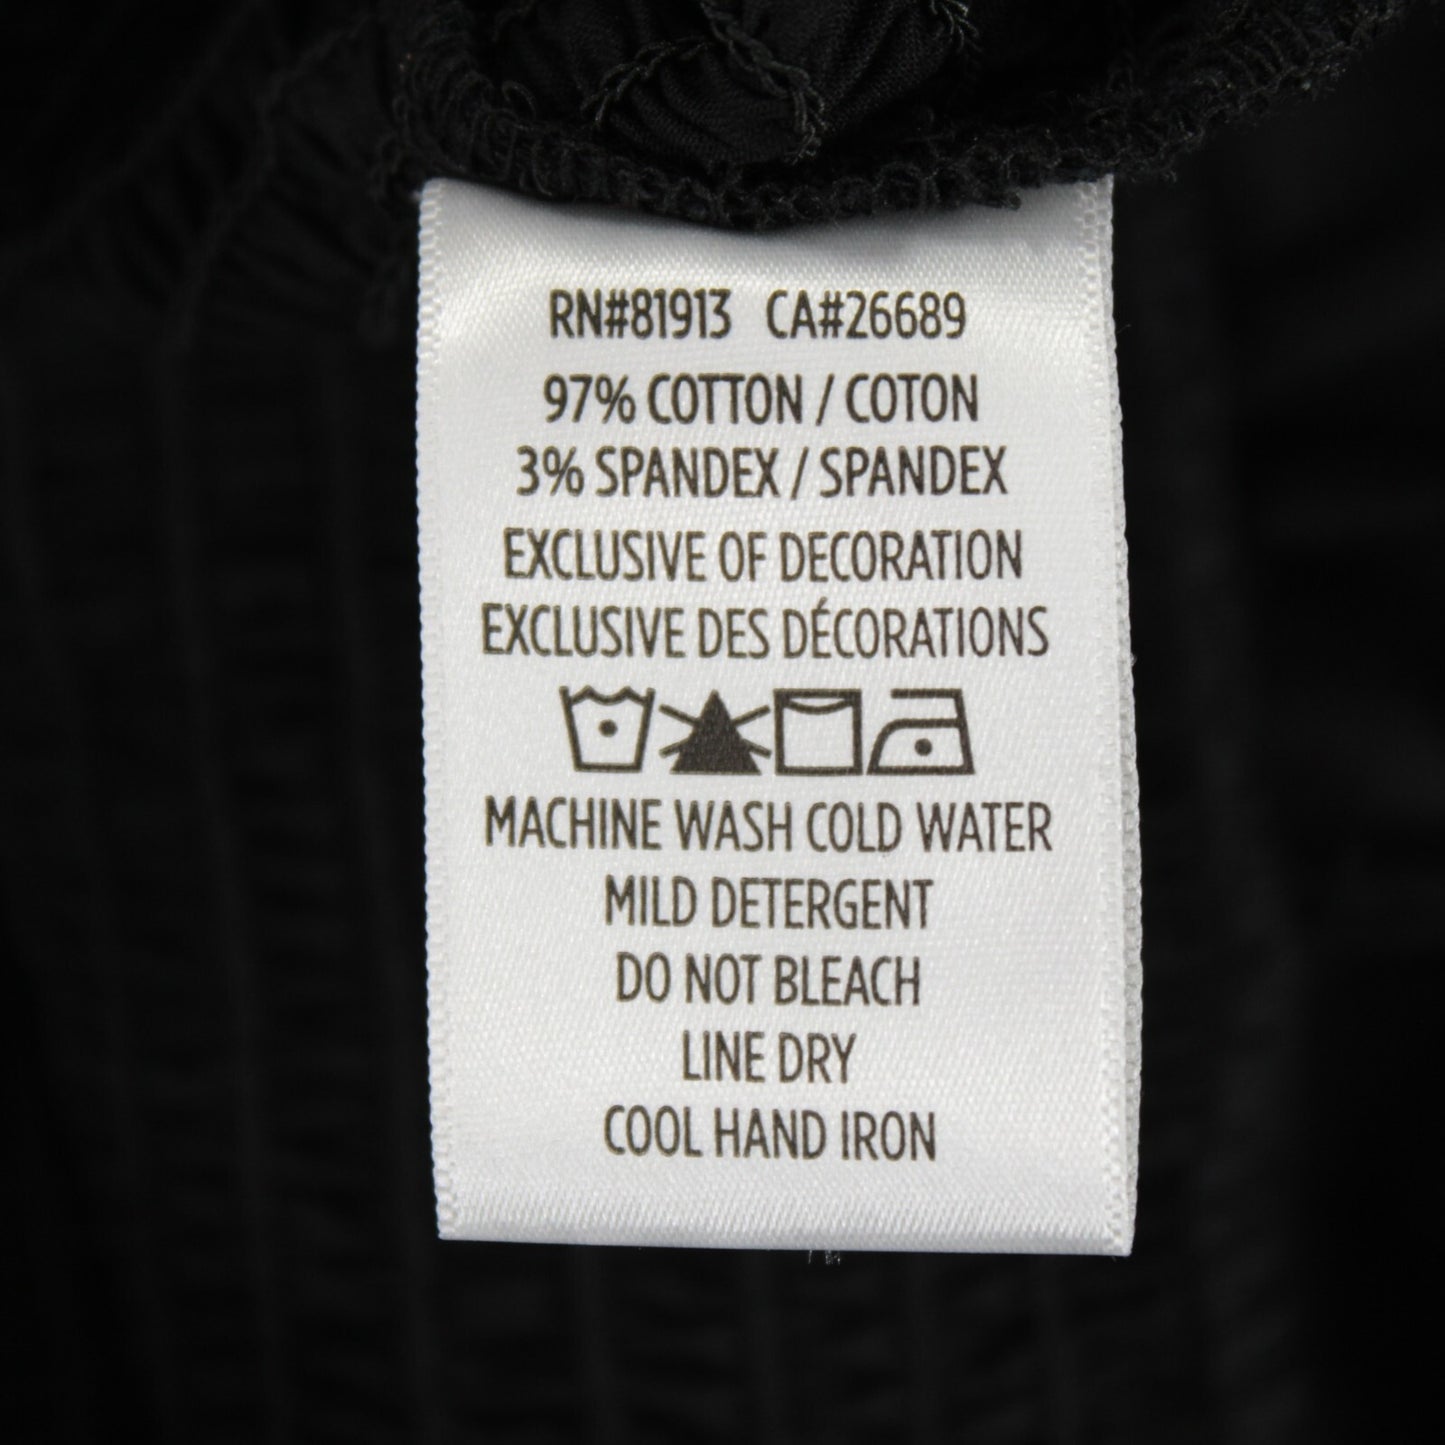 RN#81913 CA#26689
97% COTTON / COTON
3% SPANDEX / SPANDEX
EXCLUSIVE OF DECORATION
EXCLUSIVE DES DÉCORATIONS
MACHINE WASH COLD WATER
MILD DETERGENT
DO NOT BLEACH
LINE DRY
COOL HAND IRON